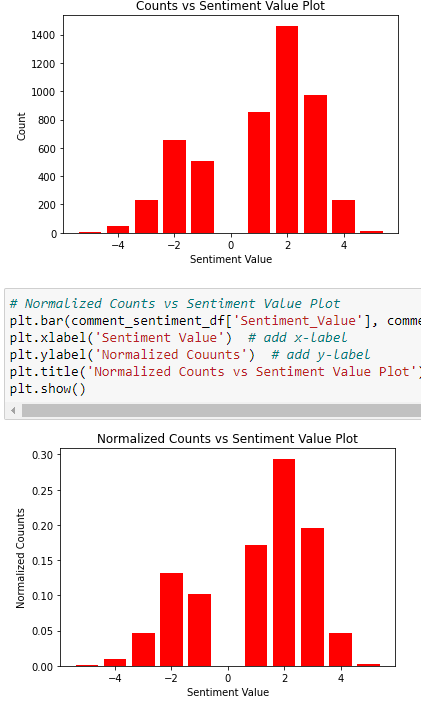 Counts vs Sentiment Value Plot
1400
1200
1000
800
600
400
200
0
Count
−4 −2 0 2 4
Sentiment Value
# Normalized Counts vs Sentiment Value Plot
plt.bar(comment_sentiment_df['Sentiment_Value'], comme
plt.xlabel('Sentiment Value')  # add x-label
plt.ylabel('Normalized Couunts')  # add y-label
plt.title('Normalized Counts vs Sentiment Value Plot')
plt.show()
Normalized Counts vs Sentiment Value Plot
0.30
0.25
0.20
0.15
0.10
0.05
0.00
Normalized Couunts
−4 −2 0 2 4
Sentiment Value